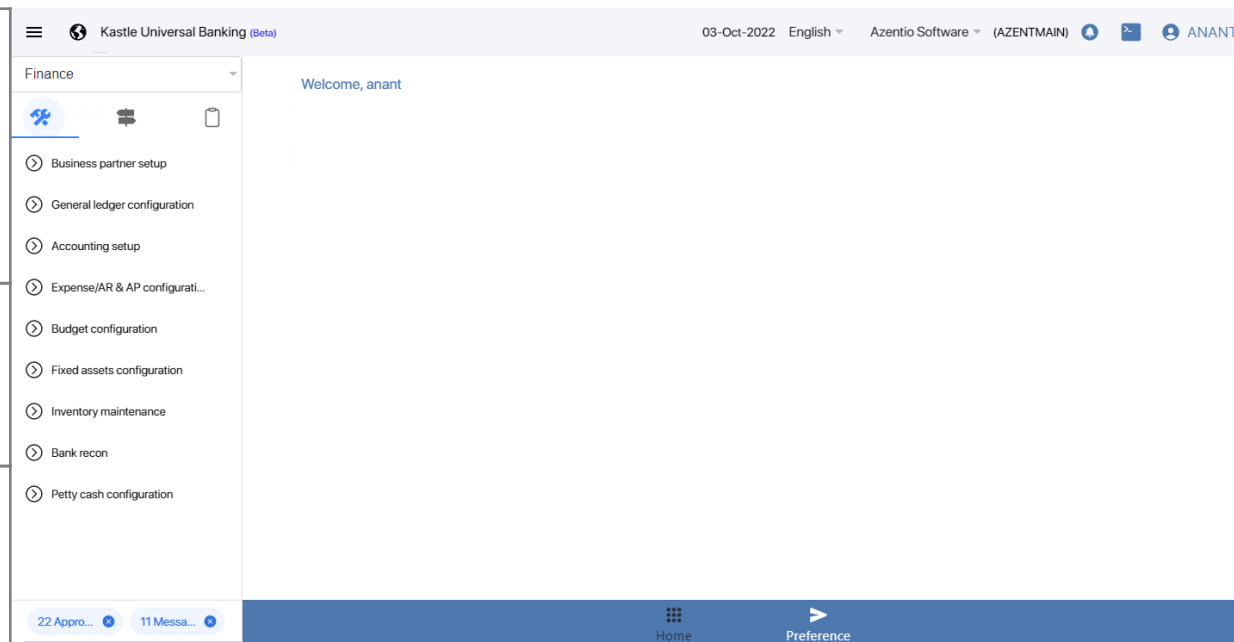 Kastle Universal Banking (Beta) 03-Oct-2022 English Azentio Software (AZENTMAIN) ANANT
Finance
Welcome, anant
Business partner setup
General ledger configuration
Accounting setup
Expense/AR & AP configurati...
Budget configuration
Fixed assets configuration
Inventory maintenance
Bank recon
Petty cash configuration
22 Appro... 11 Messa...
Home Preference